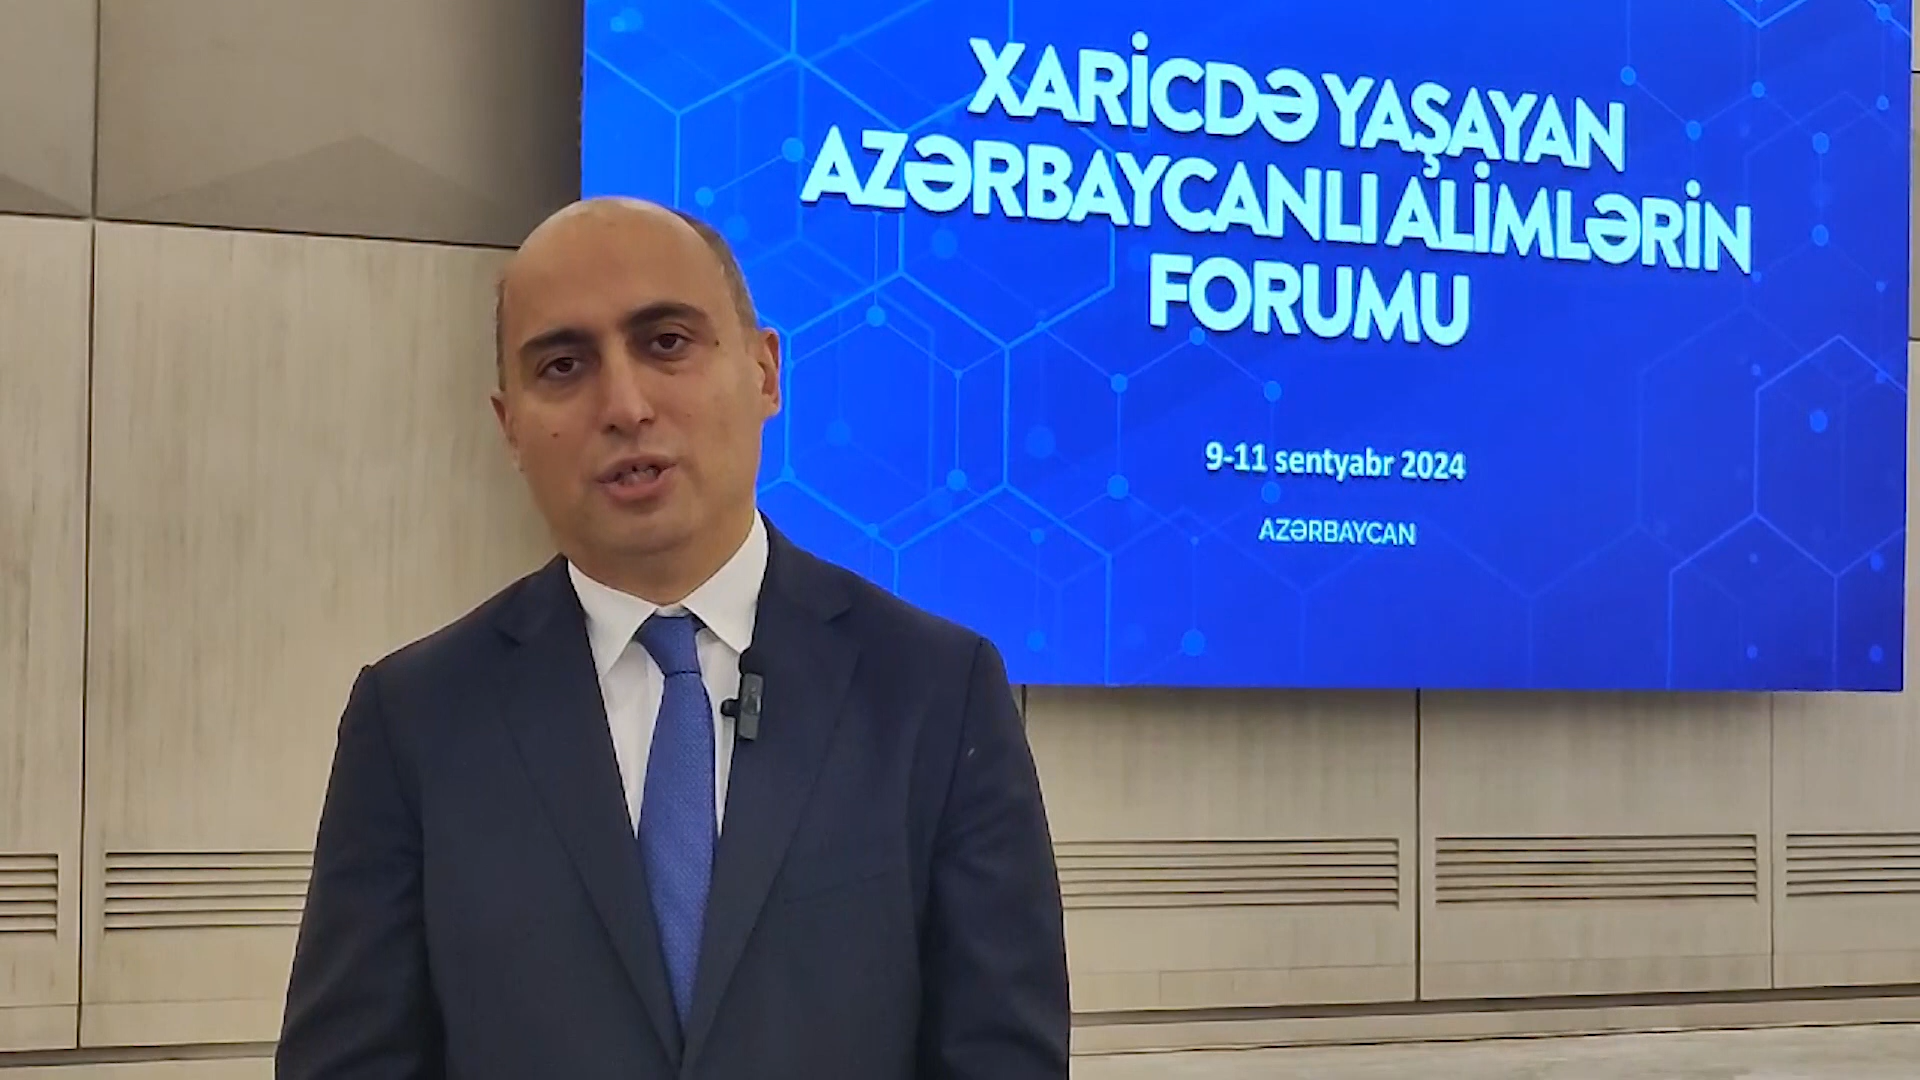 XARİCDƏ YAŞAYAN
AZƏRBAYCANLI ALİMLƏRİN
FORUMU
9-11 sentyabr 2024
AZƏRBAYCAN